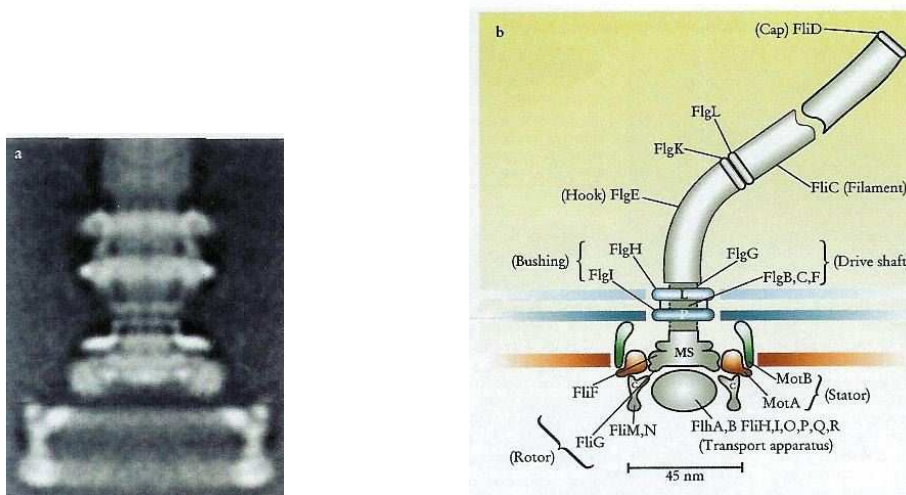 a
b
(Cap) FliD
FlgL
FlgK
FliC (Filament)
(Hook) FlgE
FlgH
FlgG
(Bushing)
(Drive shaft)
FlgI
FlgB,C,F
L
P
MS
MotB
FliF
C
C
MotA
(Stator)
FliG
FliM,N
FlhA,B FliH,I,O,P,Q,R
(Transport apparatus)
(Rotor)
45 nm